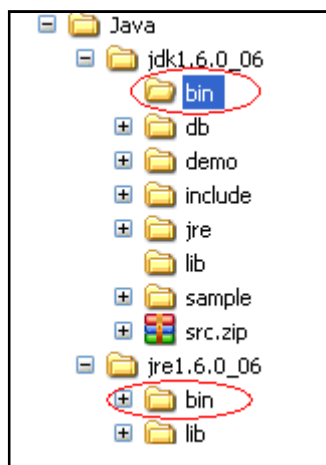 Java
jdk1.6.0_06
bin
db
demo
include
jre
lib
sample
src.zip
jre1.6.0_06
bin
lib